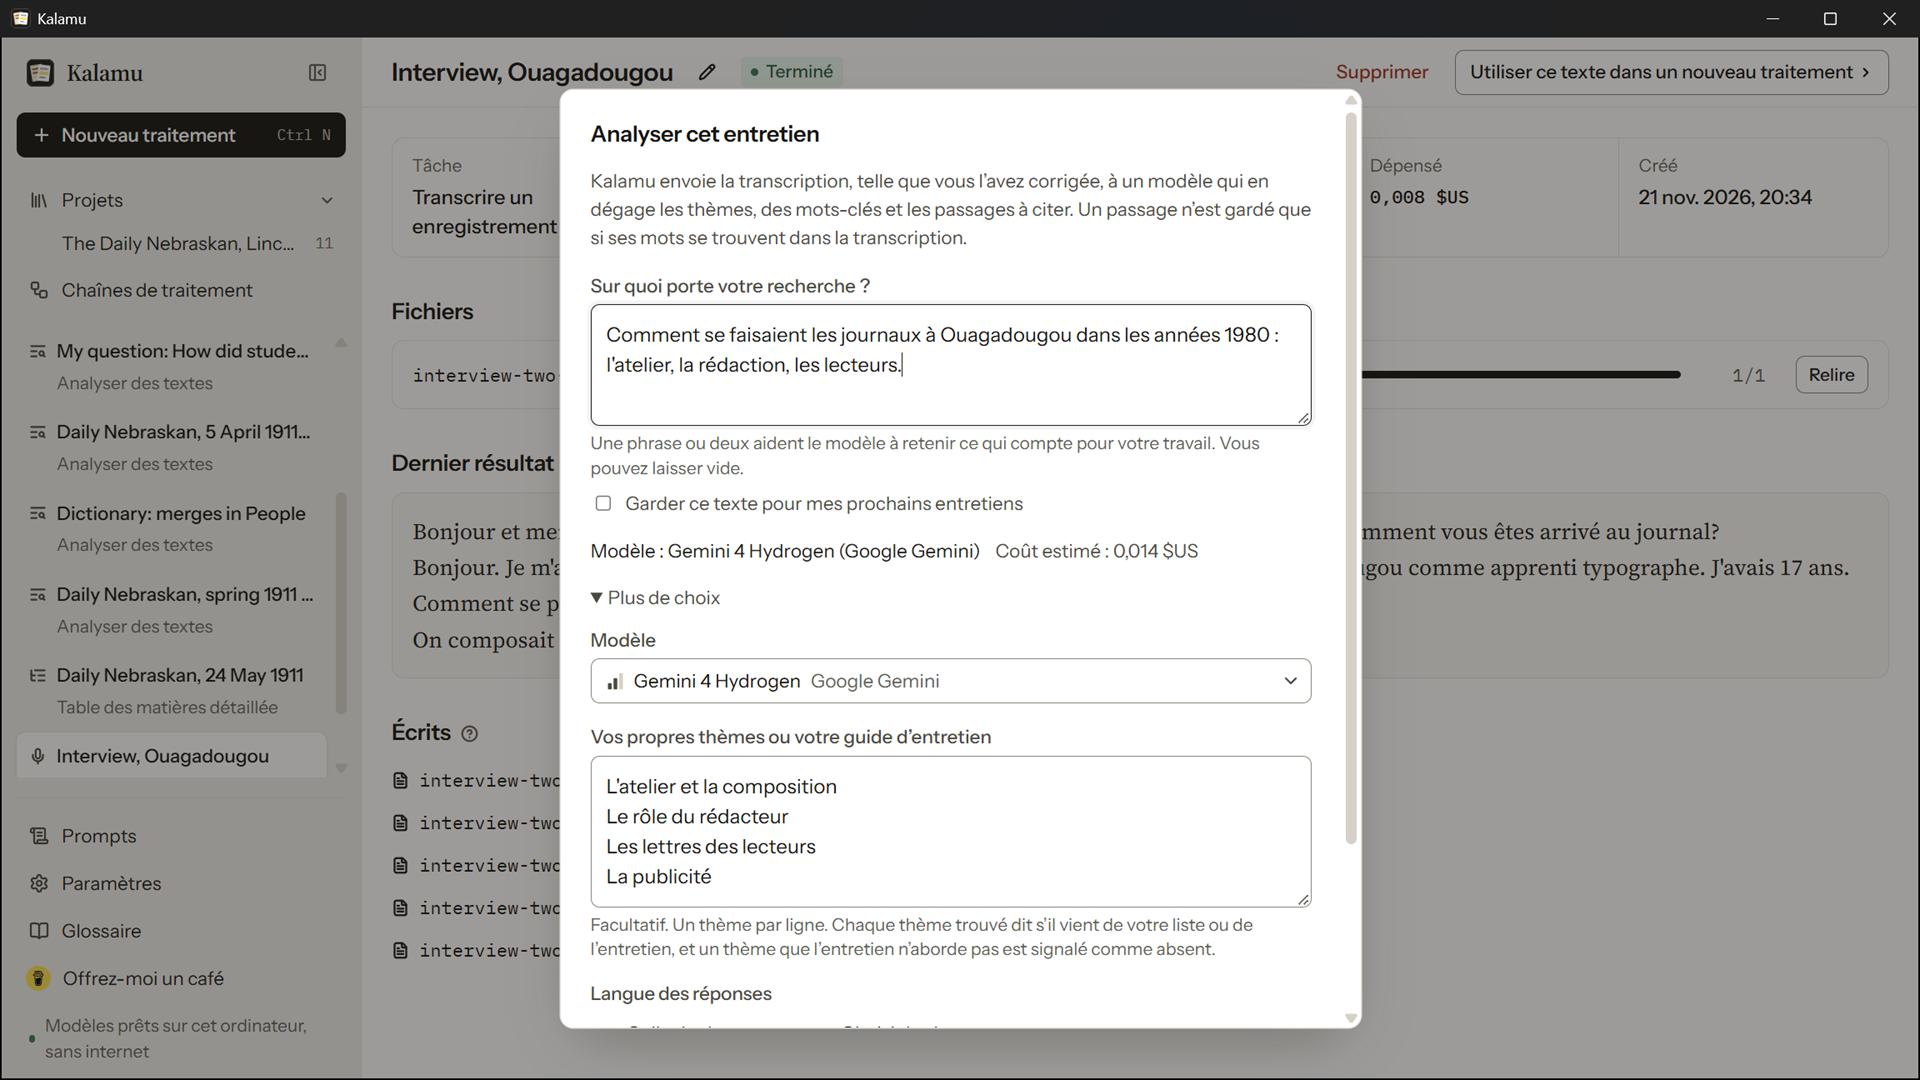 Kalamu
Kalamu
Nouveau traitement Ctrl N
Projets
The Daily Nebraskan, Linc... 11
Chaînes de traitement
My question: How did stude...
Analyser des textes
Daily Nebraskan, 5 April 1911...
Analyser des textes
Dictionary: merges in People
Analyser des textes
Daily Nebraskan, spring 1911 ...
Analyser des textes
Daily Nebraskan, 24 May 1911
Table des matières détaillée
Interview, Ouagadougou
Prompts
Paramètres
Glossaire
Offrez-moi un café
Modèles prêts sur cet ordinateur,
sans internet
Interview, Ouagadougou
Terminé
Supprimer
Utiliser ce texte dans un nouveau traitement
Tâche
Transcrire un
enregistrement
Dépensé
0,008 $US
Créé
21 nov. 2026, 20:34
Fichiers
interview-two
1/1
Relire
Dernier résultat
Bonjour et me
mment vous êtes arrivé au journal?
Bonjour. Je m'a
gou comme apprenti typographe. J'avais 17 ans.
Comment se p
On composait
Écrits
interview-two
interview-two
interview-two
interview-two
interview-two
Analyser cet entretien
Kalamu envoie la transcription, telle que vous l’avez corrigée, à un modèle qui en
dégage les thèmes, des mots-clés et les passages à citer. Un passage n’est gardé que
si ses mots se trouvent dans la transcription.
Sur quoi porte votre recherche ?
Comment se faisaient les journaux à Ouagadougou dans les années 1980 :
l'atelier, la rédaction, les lecteurs.
Une phrase ou deux aident le modèle à retenir ce qui compte pour votre travail. Vous
pouvez laisser vide.
Garder ce texte pour mes prochains entretiens
Modèle : Gemini 4 Hydrogen (Google Gemini) Coût estimé : 0,014 $US
Plus de choix
Modèle
Gemini 4 Hydrogen Google Gemini
Vos propres thèmes ou votre guide d’entretien
L'atelier et la composition
Le rôle du rédacteur
Les lettres des lecteurs
La publicité
Facultatif. Un thème par ligne. Chaque thème trouvé dit s’il vient de votre liste ou de
l’entretien, et un thème que l’entretien n’aborde pas est signalé comme absent.
Langue des réponses